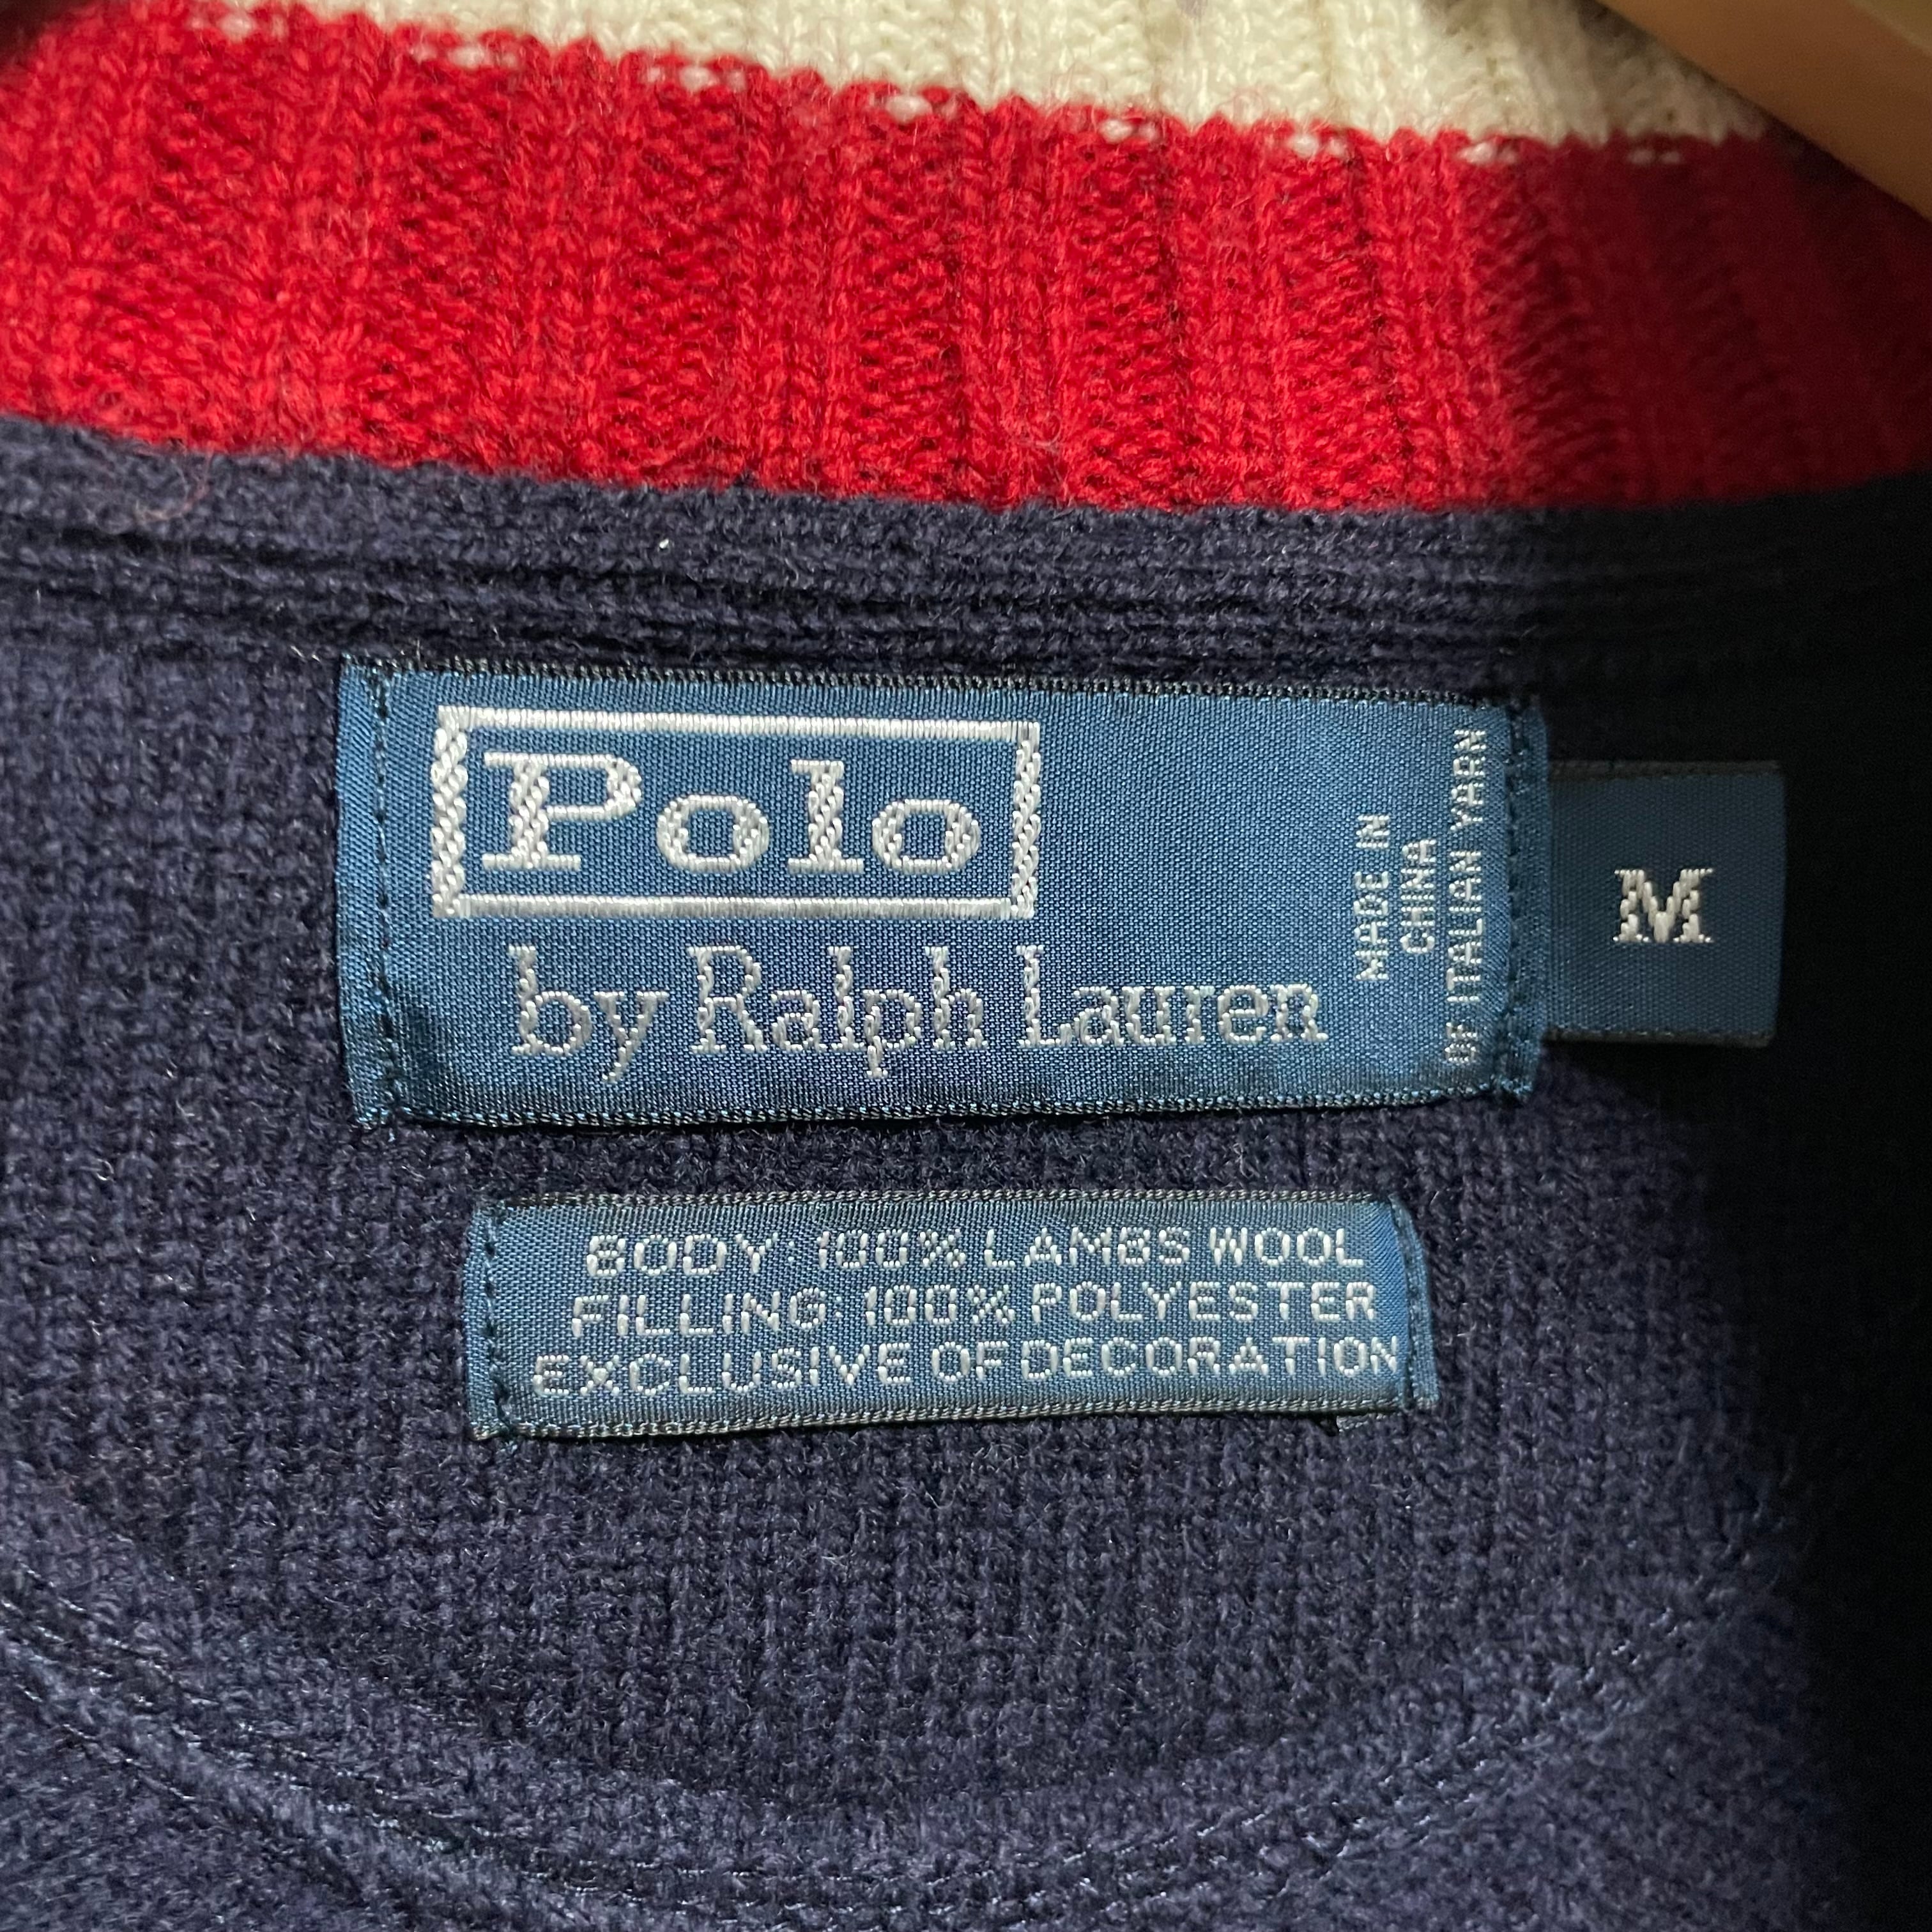 Polo
by Ralph Lauren
MADE IN
CHINA
OF ITALIAN YARN
M
BODY: 100% LAMBS WOOL
FILLING: 100% POLYESTER
EXCLUSIVE OF DECORATION